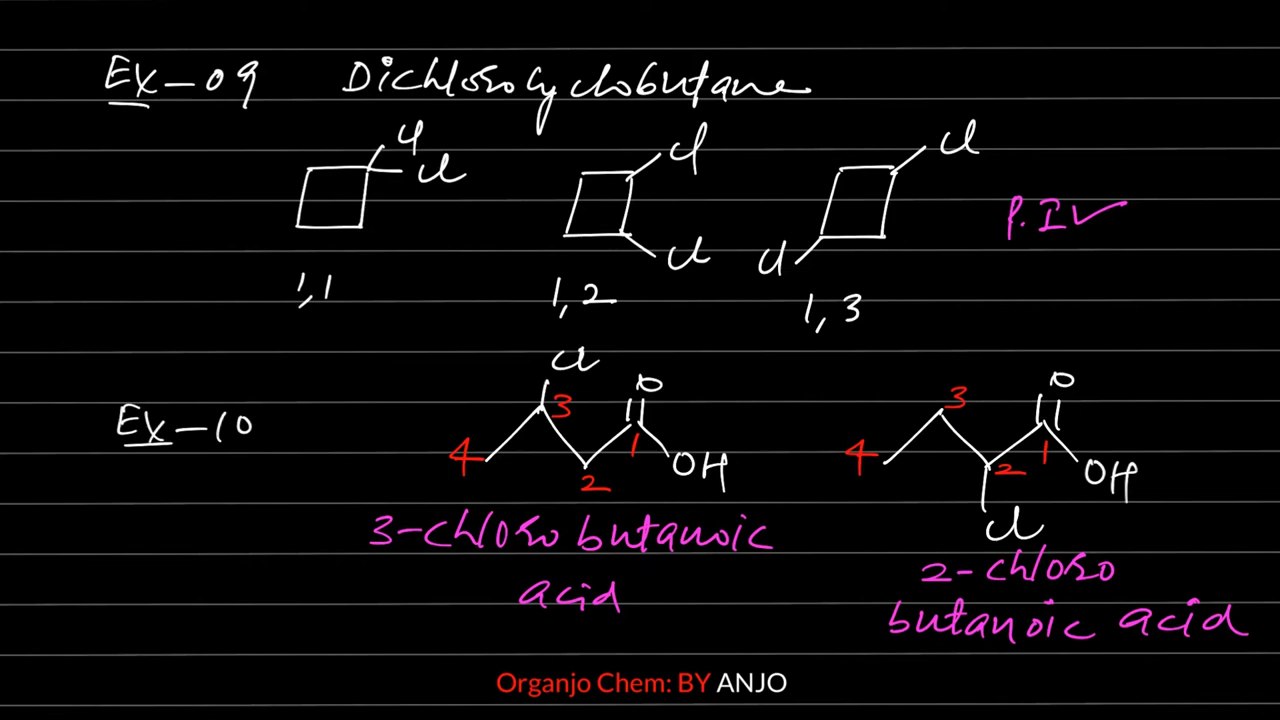 Ex-09 Dichlorocyclobutane
Cl Cl Cl
Cl
P.I ✓
Cl Cl
1,1 1,2 1,3
Cl
Ex-10
4 3 2 1 O OH
4 3 2 1 O OH
3-chloro butanoic
acid
Cl
2-chloro
butanoic acid
Organjo Chem: BY ANJO